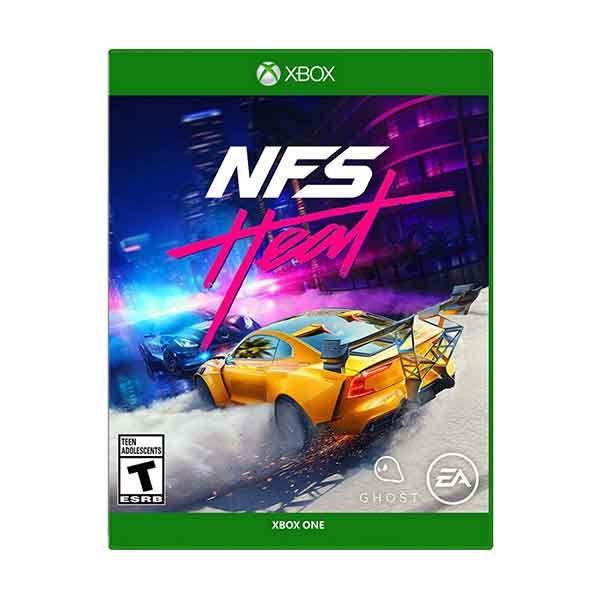 XBOX
NFS
Heat
TEEN
ADOLESCENTS
T
ESRB
GHOST
EA
XBOX ONE